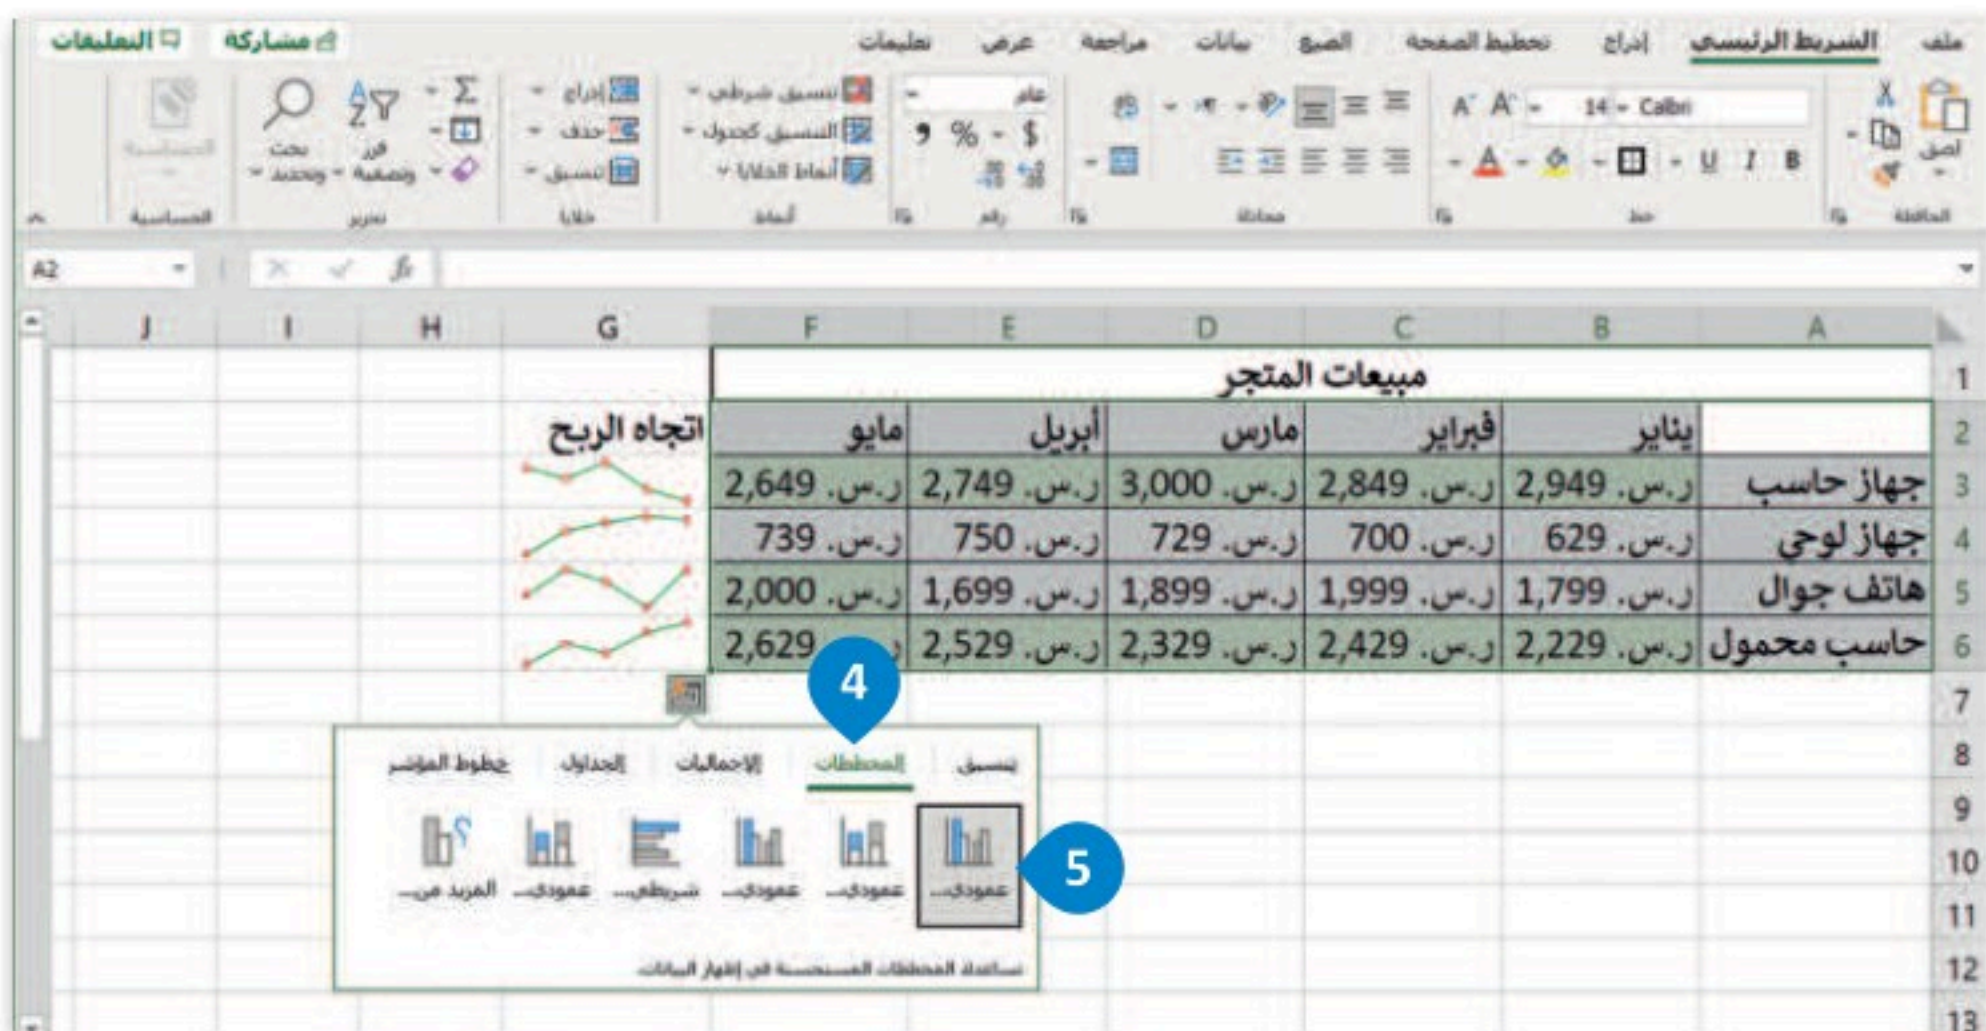 ملف الشريط الرئيسي إدراج تخطيط الصفحة الصيغ بيانات مراجعة عرض تعليمات مشاركة التعليقات
Calibri 14 A A عام تنسيق شرطي إدراج
لصق $ % التنسيق كجدول حذف
B I U A أنماط الخلايا تنسيق فرز وتصفية بحث وتحديد الحساسية
الحافظة خط محاذاة رقم أنماط خلايا تحرير الحساسية
A2 fx
A B C D E F G H I J
1 مبيعات المتجر
2 يناير فبراير مارس أبريل مايو اتجاه الربح
3 جهاز حاسب ر.س. 2,949 ر.س. 2,849 ر.س. 3,000 ر.س. 2,749 ر.س. 2,649
4 جهاز لوحي ر.س. 629 ر.س. 700 ر.س. 729 ر.س. 750 ر.س. 739
5 هاتف جوال ر.س. 1,799 ر.س. 1,999 ر.س. 1,899 ر.س. 1,699 ر.س. 2,000
6 حاسب محمول ر.س. 2,229 ر.س. 2,429 ر.س. 2,329 ر.س. 2,529 2,629
4
7
8 تنسيق المخططات الإجماليات الجداول خطوط المؤشر
9
10
5
عمودي... عمودي... عمودي... شريطي... عمودي... المزيد من...
11
12 تساعدك المخططات المستحسنة في إظهار البيانات.
13